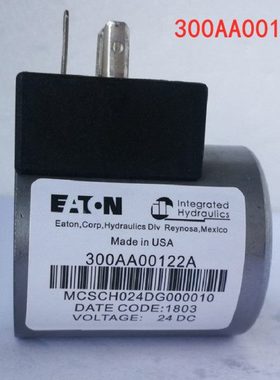 300AA001
EATON Integrated Hydraulics
Eaton,Corp,Hydraulics Div Reynosa,Mexico
Made in USA
300AA00122A
MCSCH024DG000010
DATE CODE:1803
VOLTAGE: 24 DC